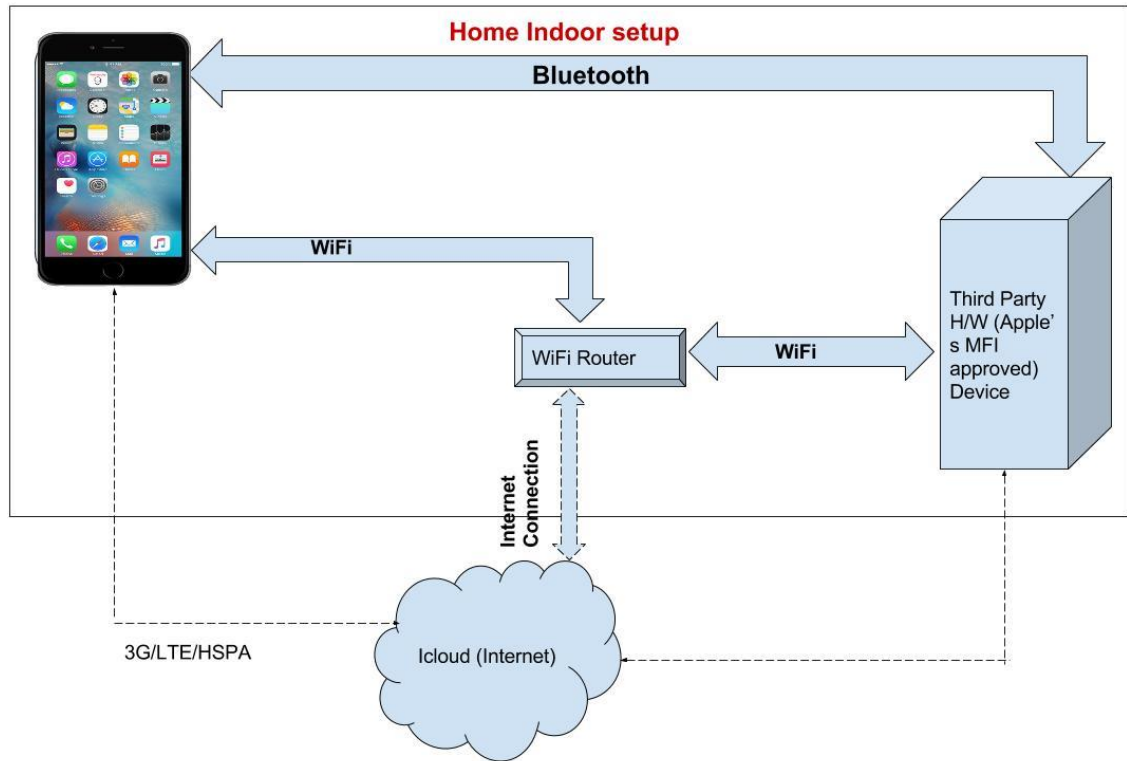 Home Indoor setup
Bluetooth
WiFi
WiFi Router
WiFi
Third Party
H/W (Apple'
s MFI
approved)
Device
Internet
Connection
3G/LTE/HSPA
Icloud (Internet)